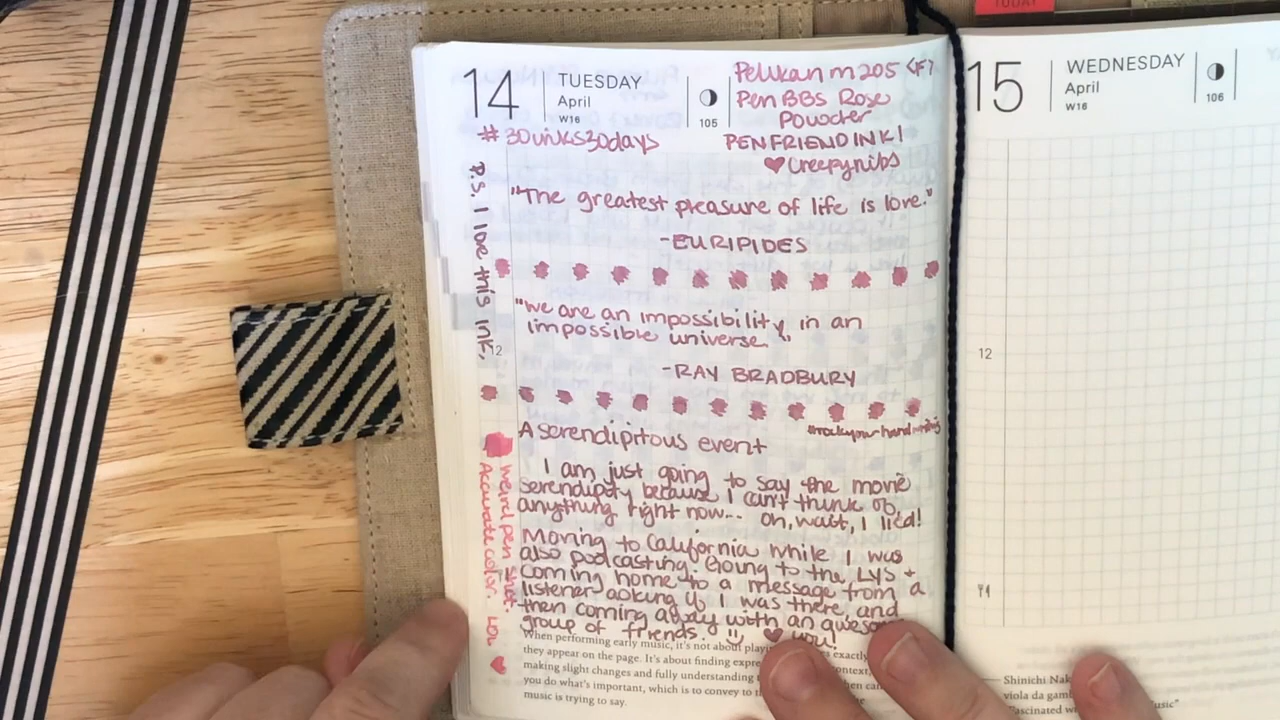 TODAY
14
TUESDAY
April
W16
105
Pelikan m205 <F>
Pen BBs Rose
Powder
PENFRIEND INK!
♥ Creepynibs
#30inks30days
"The greatest pleasure of life is love."
-EURIPIDES
"We are an impossibility, in an
impossible universe."
-RAY BRADBURY
#rockyourhandwriting
A serendipitous event
I am just going to say the movie
serendipity because I can't think of
anything right now... oh, wait, I lied!
Moving to California while I was
also podcasting. Going to the LYS +
coming home to a message from a
listener asking if I was there, and
then coming away with an
group of friends. ♥ you!
P.S. I love this ink.
12
weird pen shot.
Accurate color. LOL ♥
When performing early music, it's not about
they appear on the page. It's about finding
making slight changes and fully understanding
you do what's important, which is to convey to
music is trying to say.
15
WEDNESDAY
April
W16
106
12
Shinichi
viola da
Fascinated